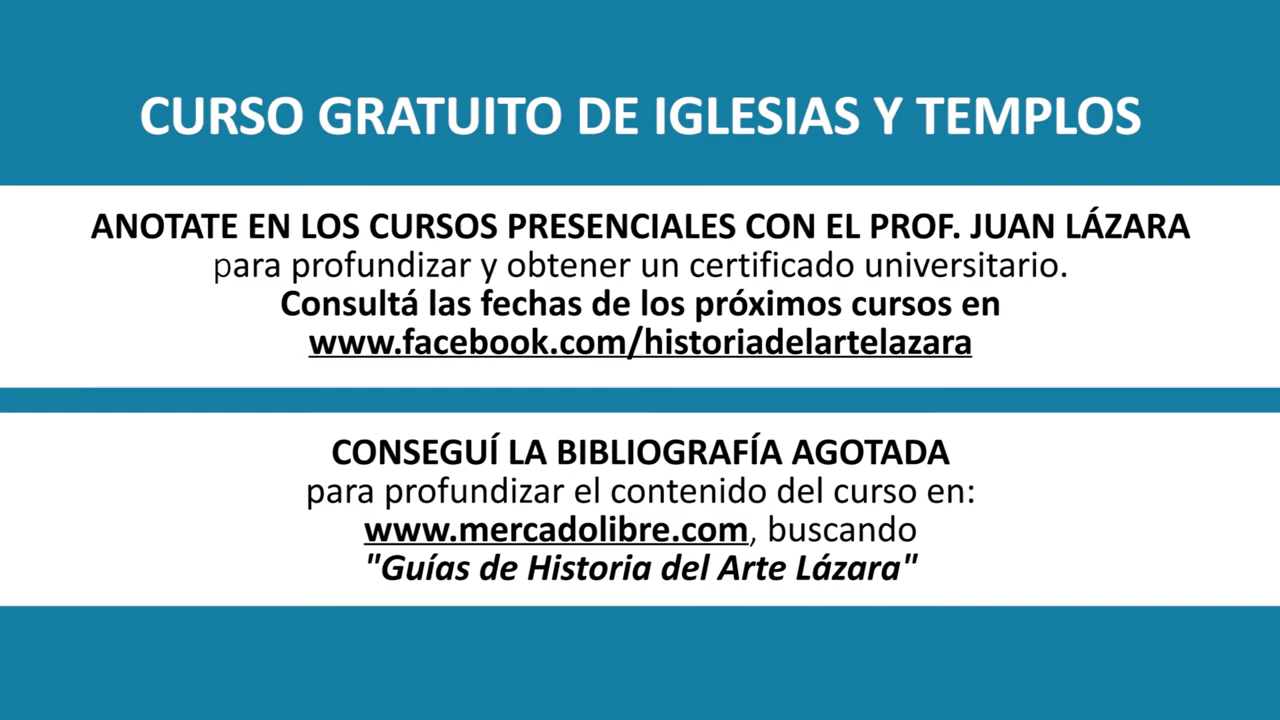 CURSO GRATUITO DE IGLESIAS Y TEMPLOS
ANOTATE EN LOS CURSOS PRESENCIALES CON EL PROF. JUAN LÁZARA
para profundizar y obtener un certificado universitario.
Consultá las fechas de los próximos cursos en
www.facebook.com/historiadelartelazara
CONSEGUÍ LA BIBLIOGRAFÍA AGOTADA
para profundizar el contenido del curso en:
www.mercadolibre.com, buscando
"Guías de Historia del Arte Lázara"